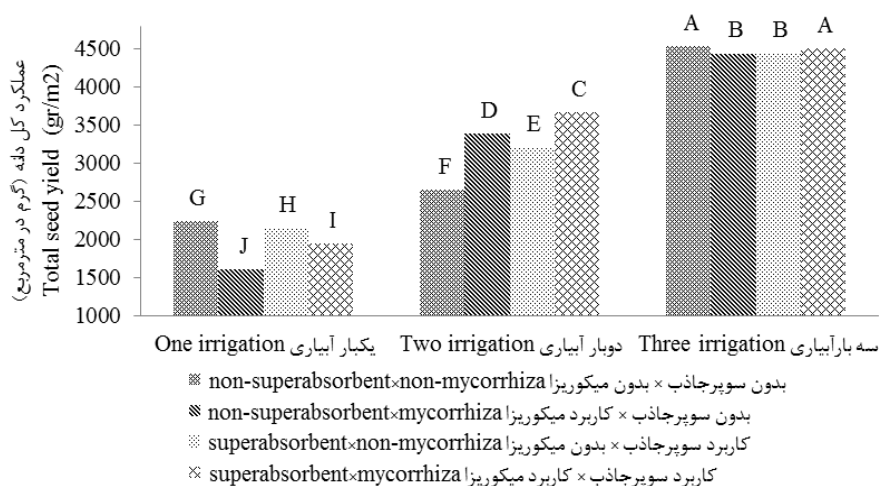 عملکرد کل دانه (گرم در مترمربع)
Total seed yield (gr/m2)
4500
4000
3500
3000
2500
2000
1500
1000
G
J
H
I
F
D
E
C
A
B
B
A
One irrigation یکبار آبیاری
Two irrigation دوبار آبیاری
Three irrigation سه بارآبیاری
non-superabsorbent×non-mycorrhiza بدون سوپرجاذب × بدون میکوریزا
non-superabsorbent×mycorrhiza بدون سوپرجاذب × کاربرد میکوریزا
superabsorbent×non-mycorrhiza کاربرد سوپرجاذب × بدون میکوریزا
superabsorbent×mycorrhiza کاربرد سوپرجاذب × کاربرد میکوریزا